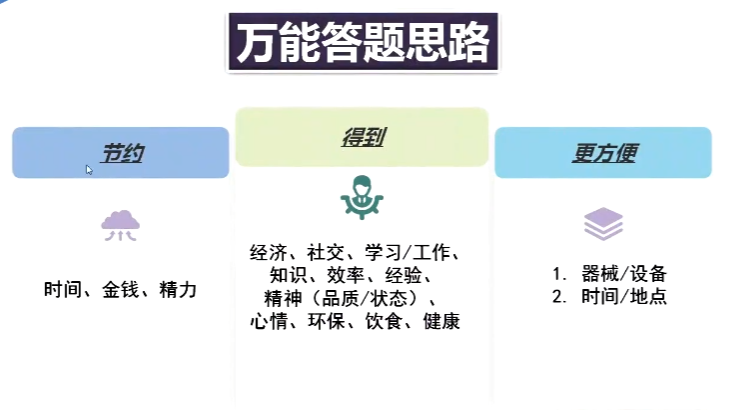 万能答题思路
节约
得到
更方便
时间、金钱、精力
经济、社交、学习/工作、
知识、效率、经验、
精神（品质/状态）、
心情、环保、饮食、健康
1. 器械/设备
2. 时间/地点